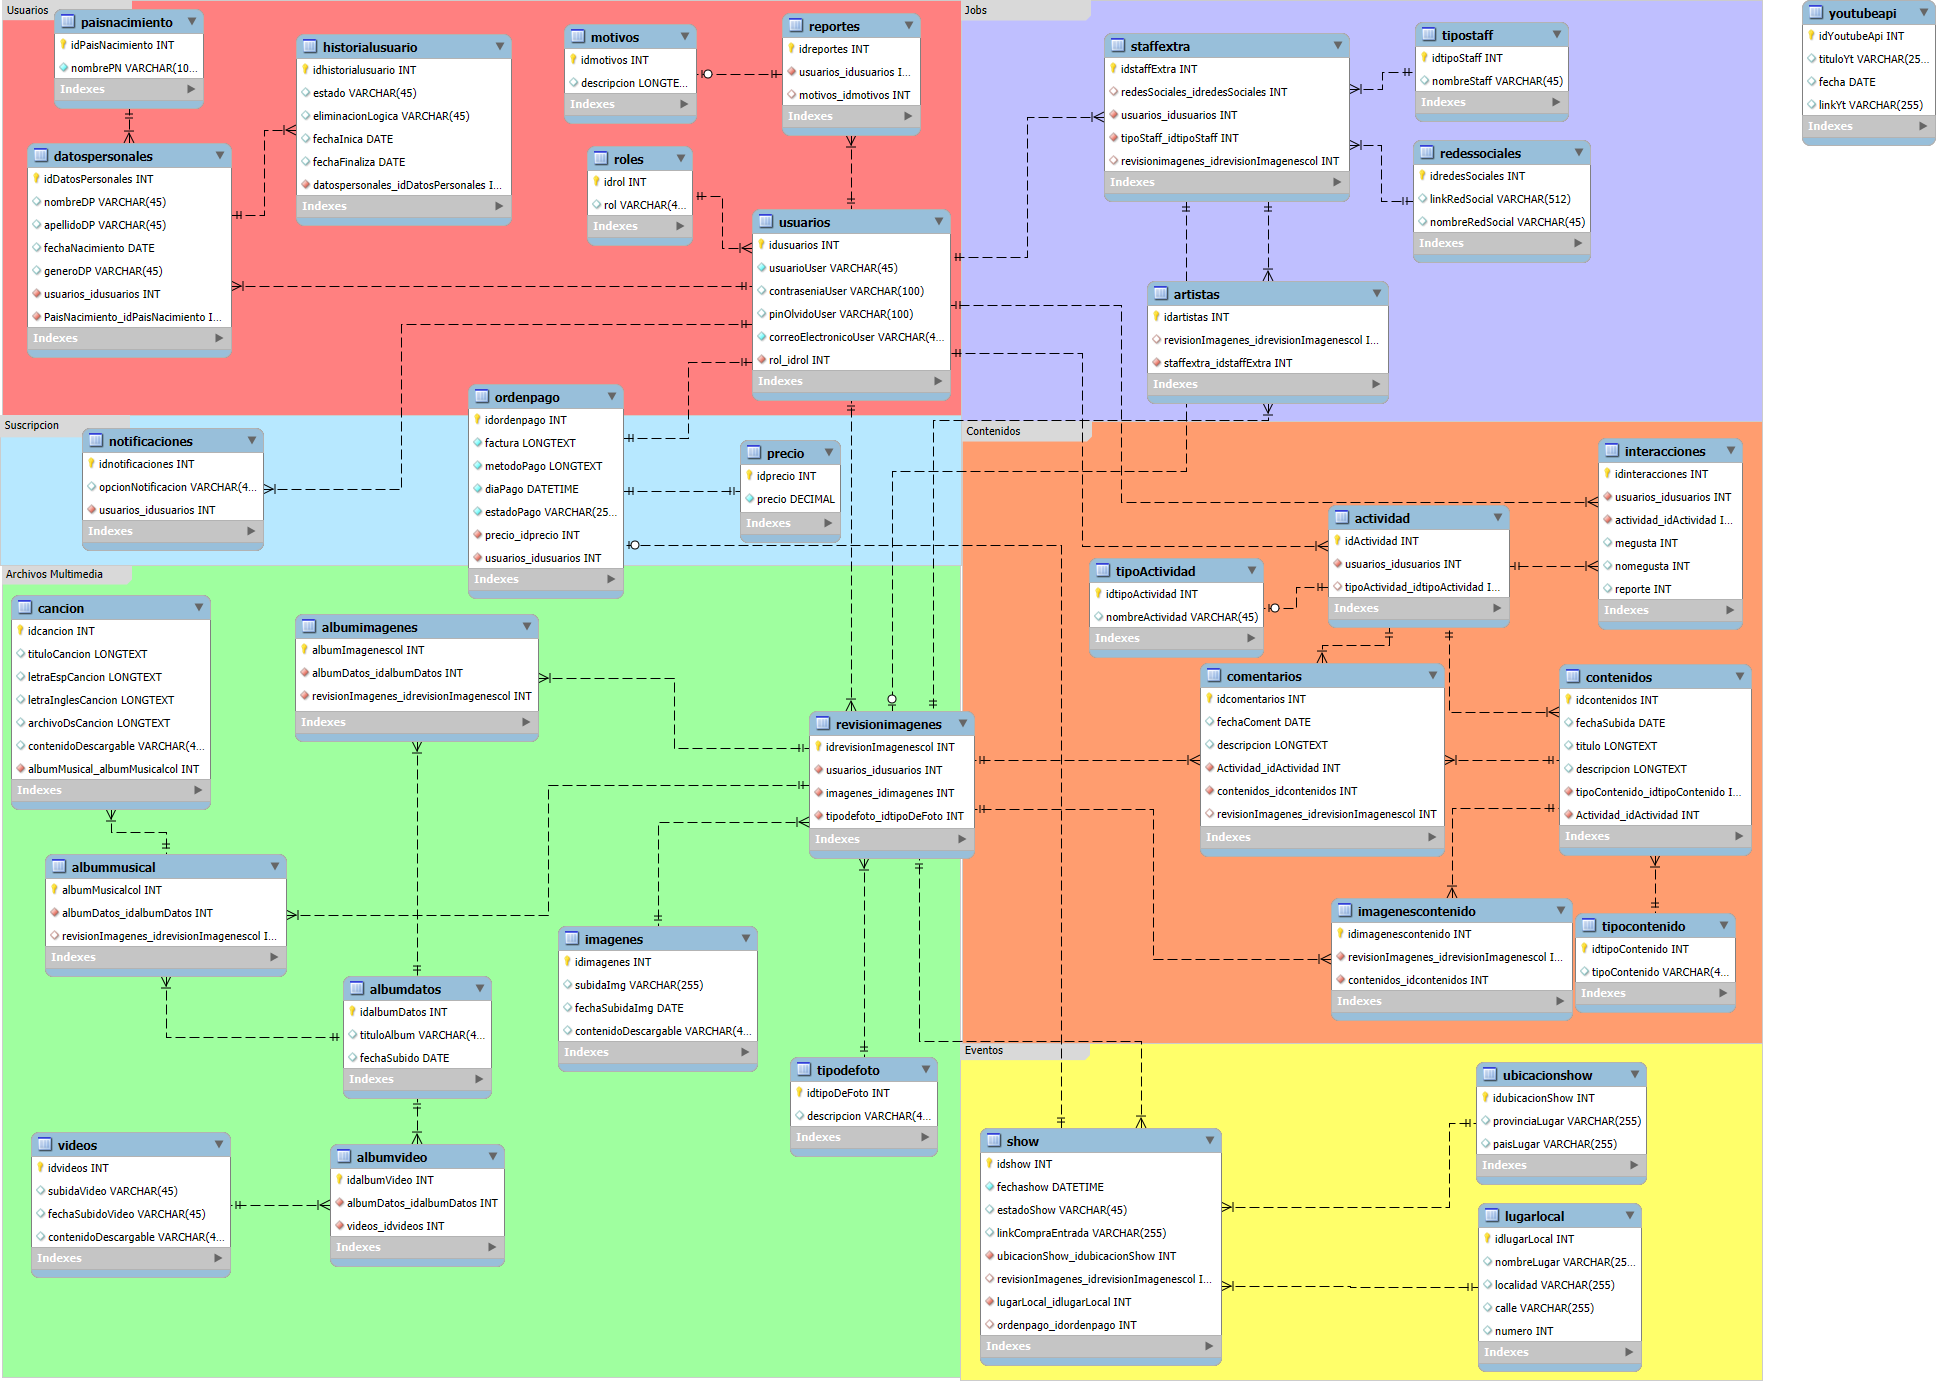 Usuarios
paisnacimiento
idPaisNacimiento INT
nombrePN VARCHAR(10...
Indexes
historialusuario
idhistorialusuario INT
estado VARCHAR(45)
eliminacionLogica VARCHAR(45)
fechaInica DATE
fechaFinaliza DATE
datospersonales_idDatosPersonales I...
Indexes
motivos
idmotivos INT
descripcion LONGTE...
Indexes
reportes
idreportes INT
usuarios_idusuarios I...
motivos_idmotivos INT
Indexes
datospersonales
idDatosPersonales INT
nombreDP VARCHAR(45)
apellidoDP VARCHAR(45)
fechaNacimiento DATE
generoDP VARCHAR(45)
usuarios_idusuarios INT
PaisNacimiento_idPaisNacimiento I...
Indexes
roles
idrol INT
rol VARCHAR(4...
Indexes
usuarios
idusuarios INT
usuarioUser VARCHAR(45)
contraseniaUser VARCHAR(100)
pinOlvidoUser VARCHAR(100)
correoElectronicoUser VARCHAR(4...
rol_idrol INT
Indexes
Jobs
staffextra
idstaffExtra INT
redesSociales_idredesSociales INT
usuarios_idusuarios INT
tipoStaff_idtipoStaff INT
revisionimagenes_idrevisionImagenescol INT
Indexes
tipostaff
idtipoStaff INT
nombreStaff VARCHAR(45)
Indexes
redessociales
idredesSociales INT
linkRedSocial VARCHAR(512)
nombreRedSocial VARCHAR(45)
Indexes
artistas
idartistas INT
revisionImagenes_idrevisionImagenescol I...
staffextra_idstaffExtra INT
Indexes
youtubeapi
idYoutubeApi INT
tituloYt VARCHAR(25...
fecha DATE
linkYt VARCHAR(255)
Indexes
Suscripcion
notificaciones
idnotificaciones INT
opcionNotificacion VARCHAR(4...
usuarios_idusuarios INT
Indexes
ordenpago
idordenpago INT
factura LONGTEXT
metodoPago LONGTEXT
diaPago DATETIME
estadoPago VARCHAR(25...
precio_idprecio INT
usuarios_idusuarios INT
Indexes
precio
idprecio INT
precio DECIMAL
Indexes
Contenidos
interacciones
idinteracciones INT
usuarios_idusuarios INT
actividad_idActividad I...
megusta INT
nomegusta INT
reporte INT
Indexes
actividad
idActividad INT
usuarios_idusuarios INT
tipoActividad_idtipoActividad I...
Indexes
tipoActividad
idtipoActividad INT
nombreActividad VARCHAR(45)
Indexes
comentarios
idcomentarios INT
fechaComent DATE
descripcion LONGTEXT
Actividad_idActividad INT
contenidos_idcontenidos INT
revisionImagenes_idrevisionImagenescol INT
Indexes
contenidos
idcontenidos INT
fechaSubida DATE
titulo LONGTEXT
descripcion LONGTEXT
tipoContenido_idtipoContenido I...
Actividad_idActividad INT
Indexes
imagenescontenido
idimagenescontenido INT
revisionImagenes_idrevisionImagenescol I...
contenidos_idcontenidos INT
Indexes
tipocontenido
idtipoContenido INT
tipoContenido VARCHAR(4...
Indexes
Archivos Multimedia
cancion
idcancion INT
tituloCancion LONGTEXT
letraEspCancion LONGTEXT
letraInglesCancion LONGTEXT
archivoDsCancion LONGTEXT
contenidoDescargable VARCHAR(4...
albumMusical_albumMusicalcol INT
Indexes
albumimagenes
albumImagenescol INT
albumDatos_idalbumDatos INT
revisionImagenes_idrevisionImagenescol INT
Indexes
revisionimagenes
idrevisionImagenescol INT
usuarios_idusuarios INT
imagenes_idimagenes INT
tipodefoto_idtipoDeFoto INT
Indexes
albummusical
albumMusicalcol INT
albumDatos_idalbumDatos INT
revisionImagenes_idrevisionImagenescol I...
Indexes
imagenes
idimagenes INT
subidaImg VARCHAR(255)
fechaSubidaImg DATE
contenidoDescargable VARCHAR(4...
Indexes
albumdatos
idalbumDatos INT
tituloAlbum VARCHAR(4...
fechaSubido DATE
Indexes
tipodefoto
idtipoDeFoto INT
descripcion VARCHAR(4...
Indexes
videos
idvideos INT
subidaVideo VARCHAR(45)
fechaSubidoVideo VARCHAR(45)
contenidoDescargable VARCHAR(4...
Indexes
albumvideo
idalbumVideo INT
albumDatos_idalbumDatos INT
videos_idvideos INT
Indexes
Eventos
show
idshow INT
fechashow DATETIME
estadoShow VARCHAR(45)
linkCompraEntrada VARCHAR(255)
ubicacionShow_idubicacionShow INT
revisionImagenes_idrevisionImagenescol I...
lugarLocal_idlugarLocal INT
ordenpago_idordenpago INT
Indexes
ubicacionshow
idubicacionShow INT
provinciaLugar VARCHAR(255)
paisLugar VARCHAR(255)
Indexes
lugarlocal
idlugarLocal INT
nombreLugar VARCHAR(25...
localidad VARCHAR(255)
calle VARCHAR(255)
numero INT
Indexes